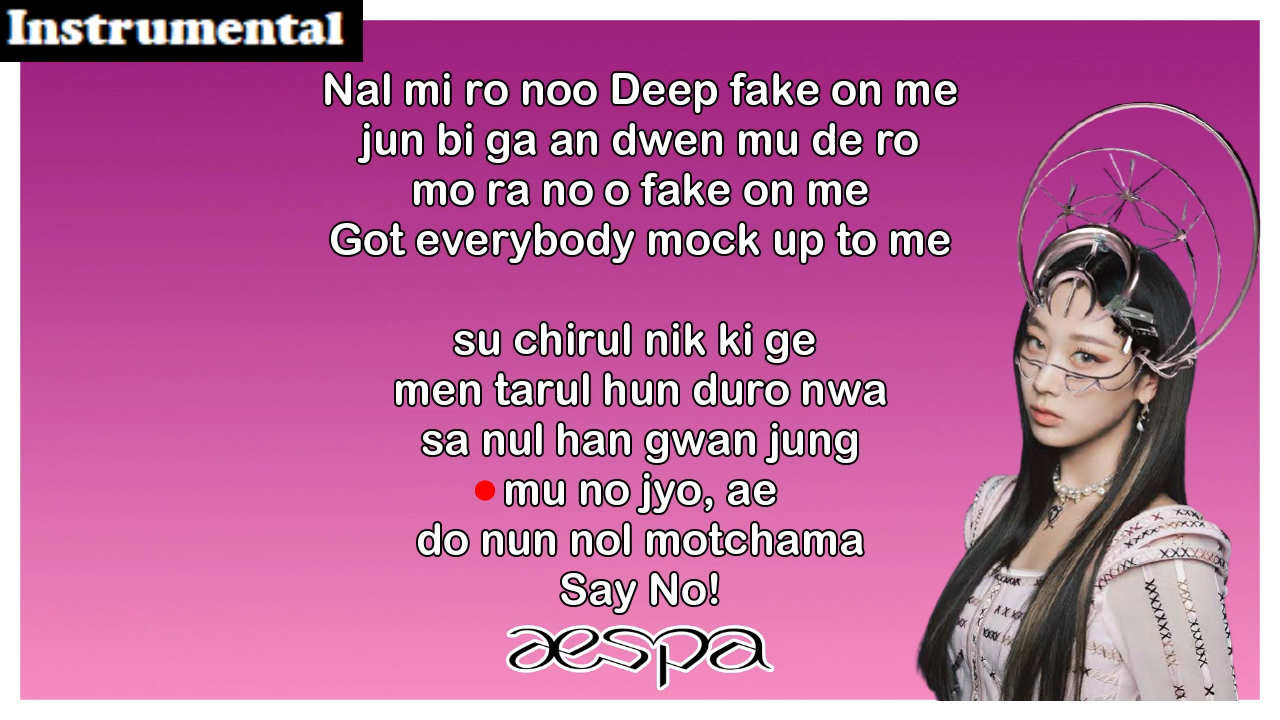 Instrumental
Nal mi ro noo Deep fake on me
jun bi ga an dwen mu de ro
mo ra no o fake on me
Got everybody mock up to me
su chirul nik ki ge
men tarul hun duro nwa
sa nul han gwan jung
mu no jyo, ae
do nun nol motchama
Say No!
aespa